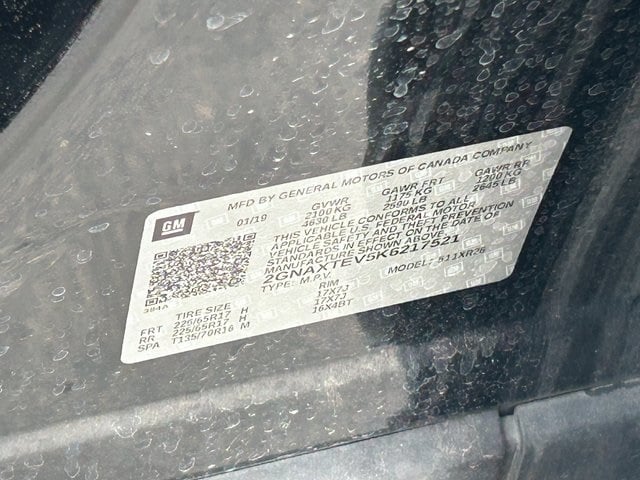 MFD BY GENERAL MOTORS OF CANADA COMPANY
GM
01/19
GVWR
2100 KG
4630 LB
GAWR FRT
1175 KG
2590 LB
GAWR RR
1200 KG
2645 LB
THIS VEHICLE CONFORMS TO ALL
APPLICABLE U.S. FEDERAL MOTOR
VEHICLE SAFETY AND THEFT PREVENTION
STANDARDS IN EFFECT ON THE DATE OF
MANUFACTURE SHOWN ABOVE.
2GNAXTEV5K6217521
TYPE: M.P.V.
MODEL: 511XR26
384A
TIRE SIZE RIM
FRT 225/65R17 H 17X7J
RR 225/65R17 H 17X7J
SPA T135/70R16 M 16X4BT